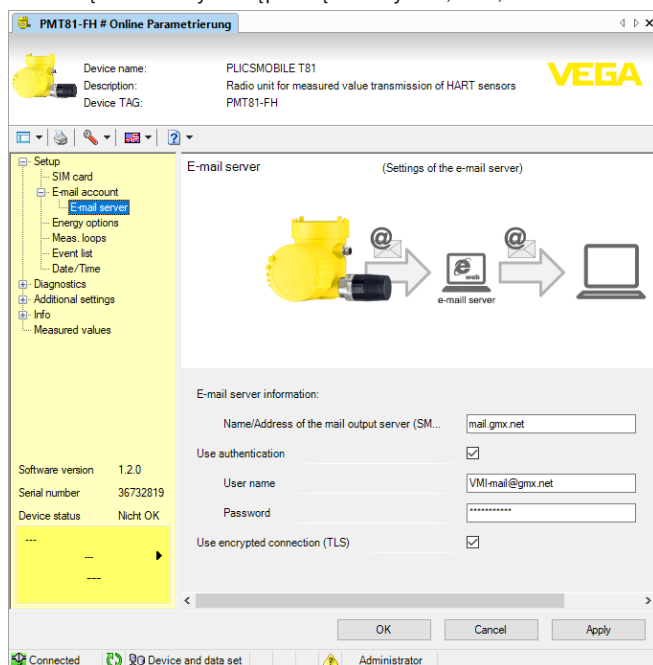 PMT81-FH # Online Parametrierung
Device name: PLICSMOBILE T81
Description: Radio unit for measured value transmission of HART sensors
Device TAG: PMT81-FH
VEGA
Setup
SIM card
E-mail account
E-mail server
Energy options
Meas. loops
Event list
Date/Time
Diagnostics
Additional settings
Info
Measured values
Software version 1.2.0
Serial number 36732819
Device status Nicht OK
---
--
---
E-mail server (Settings of the e-mail server)
@ @
e web
e-maill server
E-mail server information:
Name/Address of the mail output server (SM... mail.gmx.net
Use authentication
User name VMI-mail@gmx.net
Password ***********
Use encrypted connection (TLS)
OK Cancel Apply
Connected Device and data set Administrator